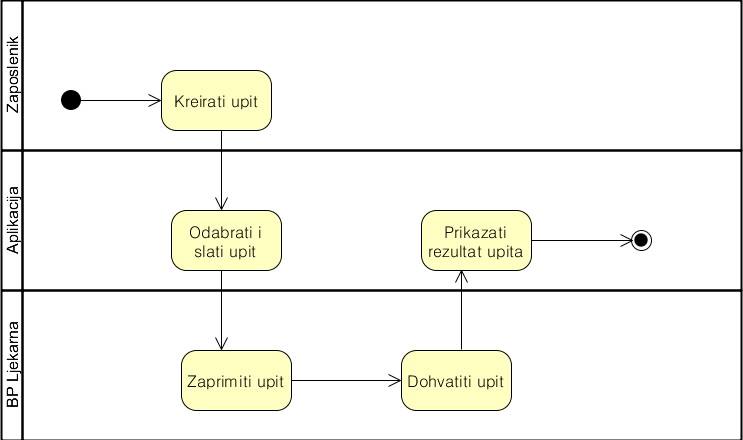 Zaposlenik
Kreirati upit
Aplikacija
Odabrati i
slati upit
Prikazati
rezultat upita
BP Ljekarna
Zaprimiti upit
Dohvatiti upit